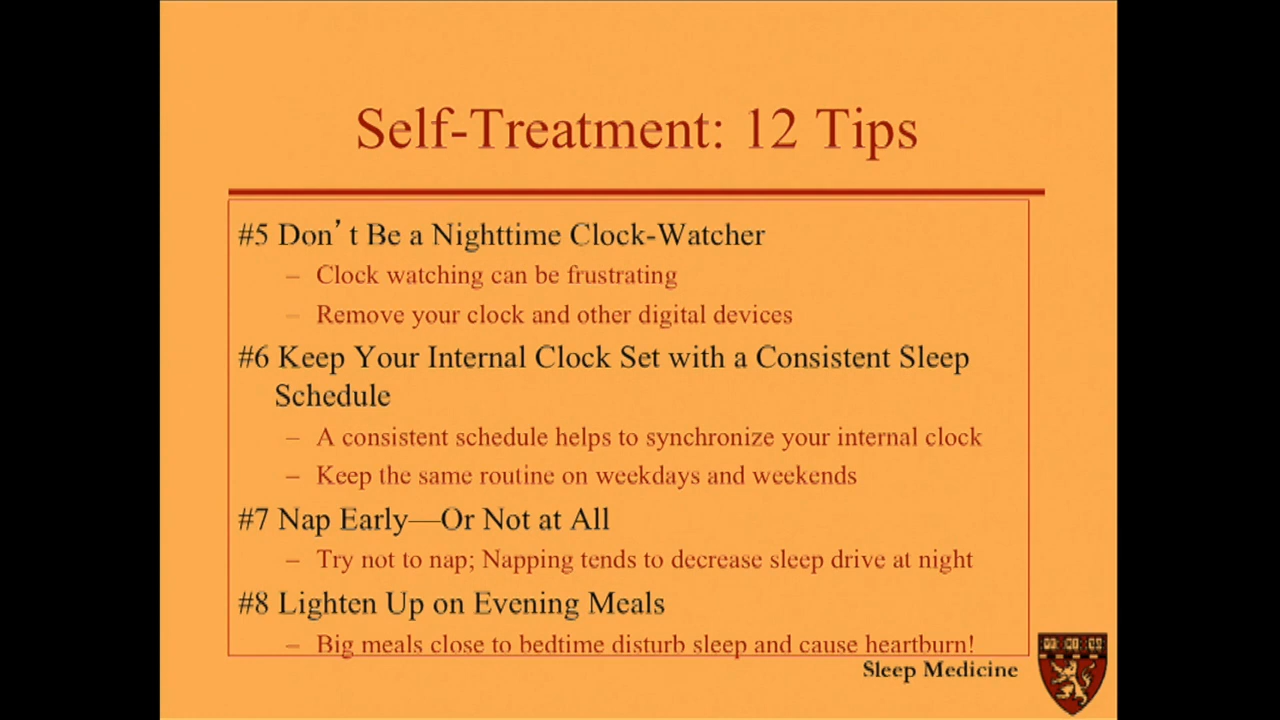 Self-Treatment: 12 Tips
#5 Don't Be a Nighttime Clock-Watcher
– Clock watching can be frustrating
– Remove your clock and other digital devices
#6 Keep Your Internal Clock Set with a Consistent Sleep
Schedule
– A consistent schedule helps to synchronize your internal clock
– Keep the same routine on weekdays and weekends
#7 Nap Early—Or Not at All
– Try not to nap; Napping tends to decrease sleep drive at night
#8 Lighten Up on Evening Meals
– Big meals close to bedtime disturb sleep and cause heartburn!
Sleep Medicine